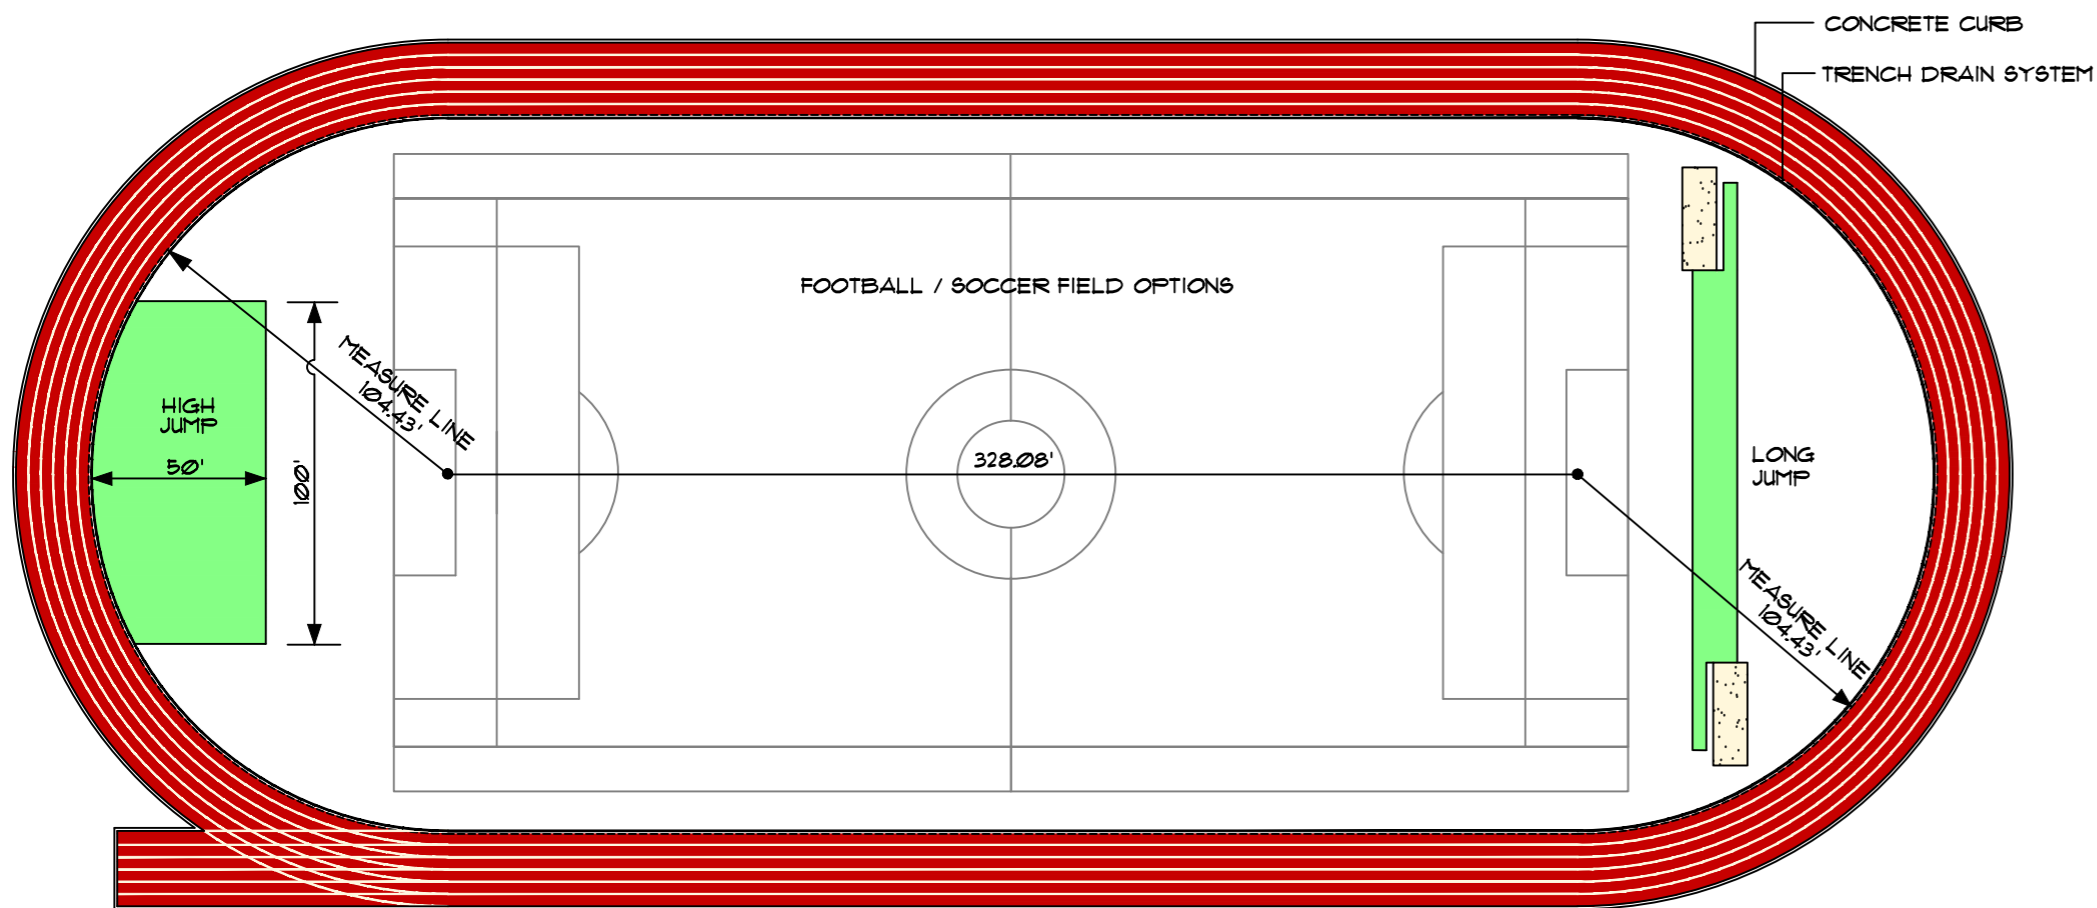 CONCRETE CURB
TRENCH DRAIN SYSTEM
FOOTBALL / SOCCER FIELD OPTIONS
MEASURE LINE
104.43'
HIGH
JUMP
50'
100'
328.08'
LONG
JUMP
MEASURE LINE
104.43'